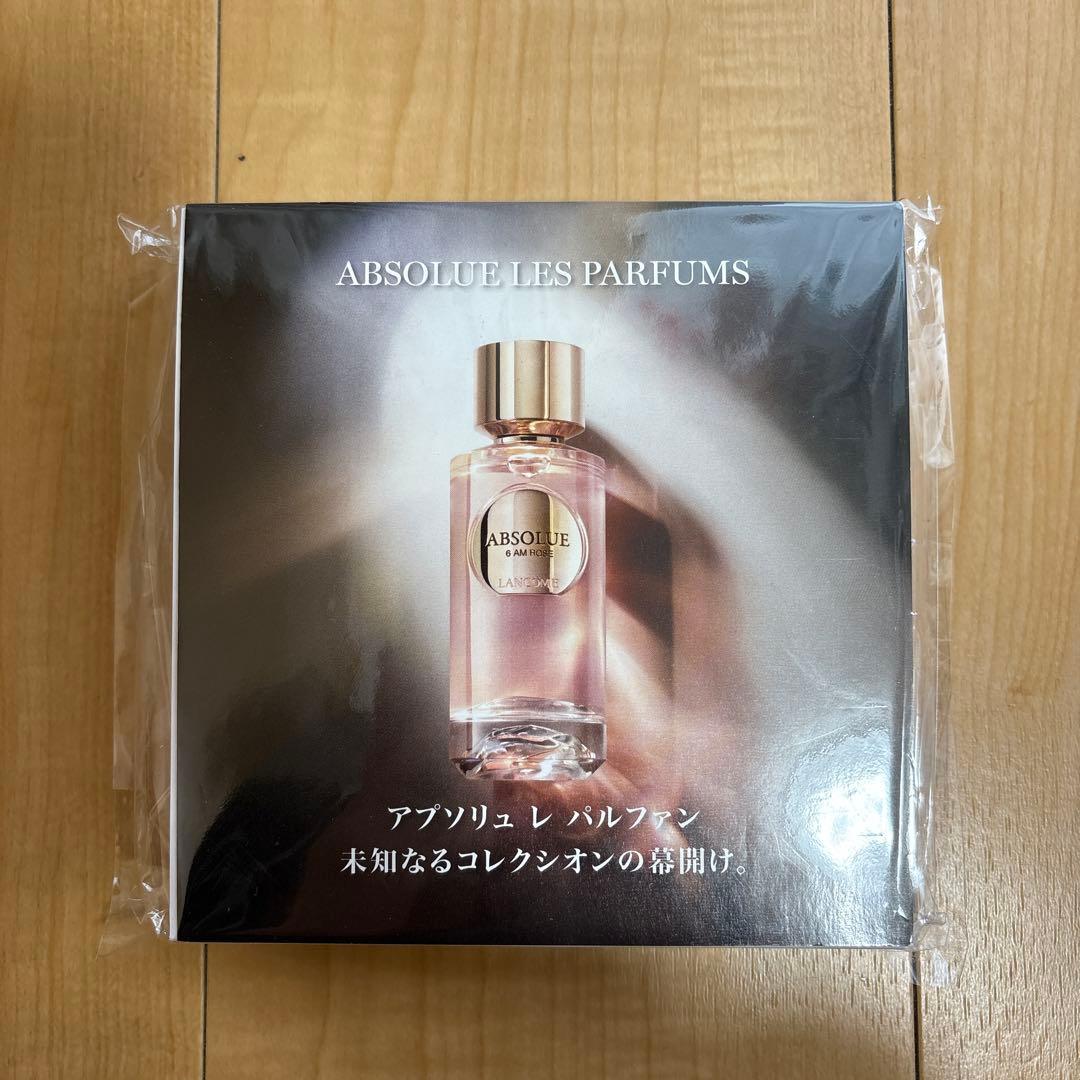 ABSOLUE LES PARFUMS
ABSOLUE
6 AM ROSE
LANCÔME
アプソリュ レ パルファン
未知なるコレクシオンの幕開け。